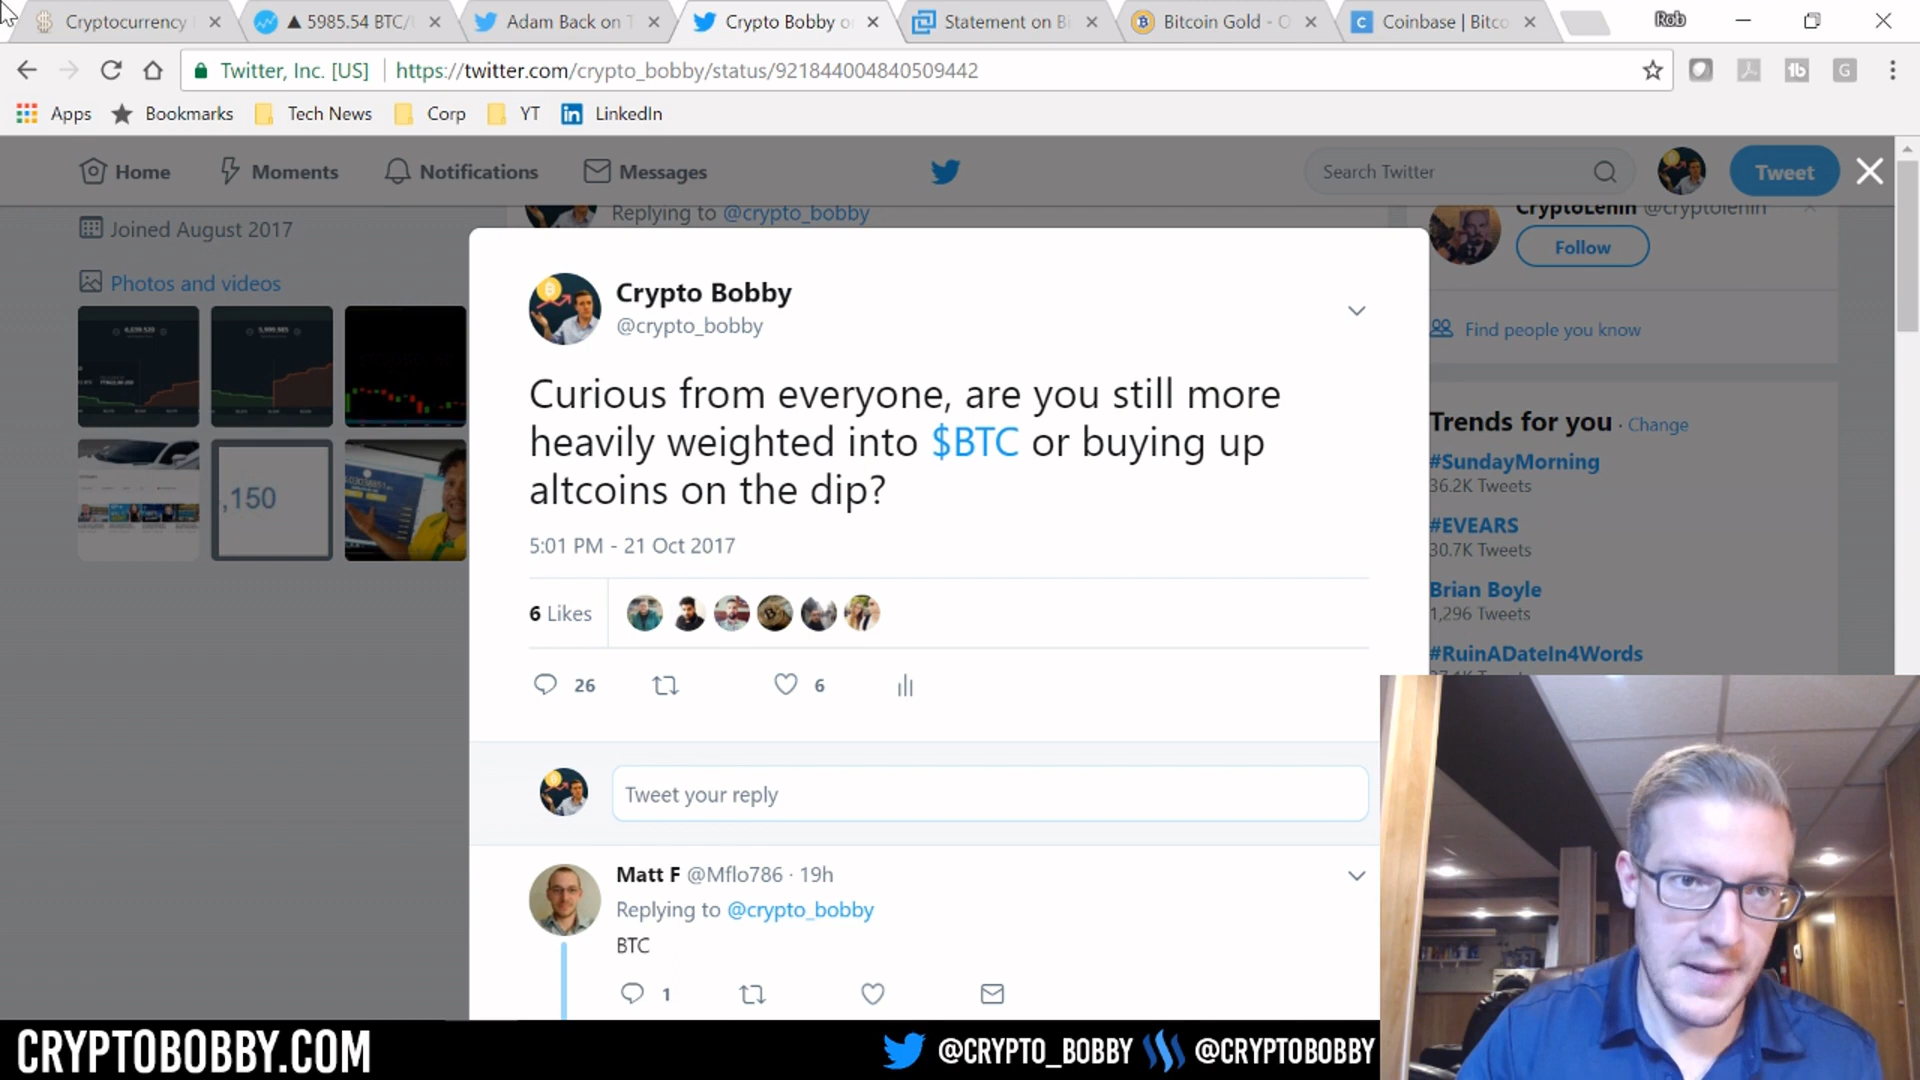 Cryptocurrency
▲ 5985.54 BTC/
Adam Back on T
Crypto Bobby o
Statement on Bi
Bitcoin Gold - O
Coinbase | Bitco
Rob
Twitter, Inc. [US]
https://twitter.com/crypto_bobby/status/921844004840509442
Apps
Bookmarks
Tech News
Corp
YT
LinkedIn
Home
Moments
Notifications
Messages
Search Twitter
Tweet
Joined August 2017
Replying to @crypto_bobby
CryptoLenin @cryptolenin
Follow
Photos and videos
Find people you know
,150
Crypto Bobby
@crypto_bobby
Curious from everyone, are you still more
heavily weighted into $BTC or buying up
altcoins on the dip?
5:01 PM - 21 Oct 2017
6 Likes
26
6
Trends for you · Change
#SundayMorning
36.2K Tweets
#EVEARS
30.7K Tweets
Brian Boyle
1,296 Tweets
#RuinADateIn4Words
Tweet your reply
Matt F @Mflo786 · 19h
Replying to @crypto_bobby
BTC
1
CRYPTOBOBBY.COM
@CRYPTO_BOBBY
@CRYPTOBOBBY